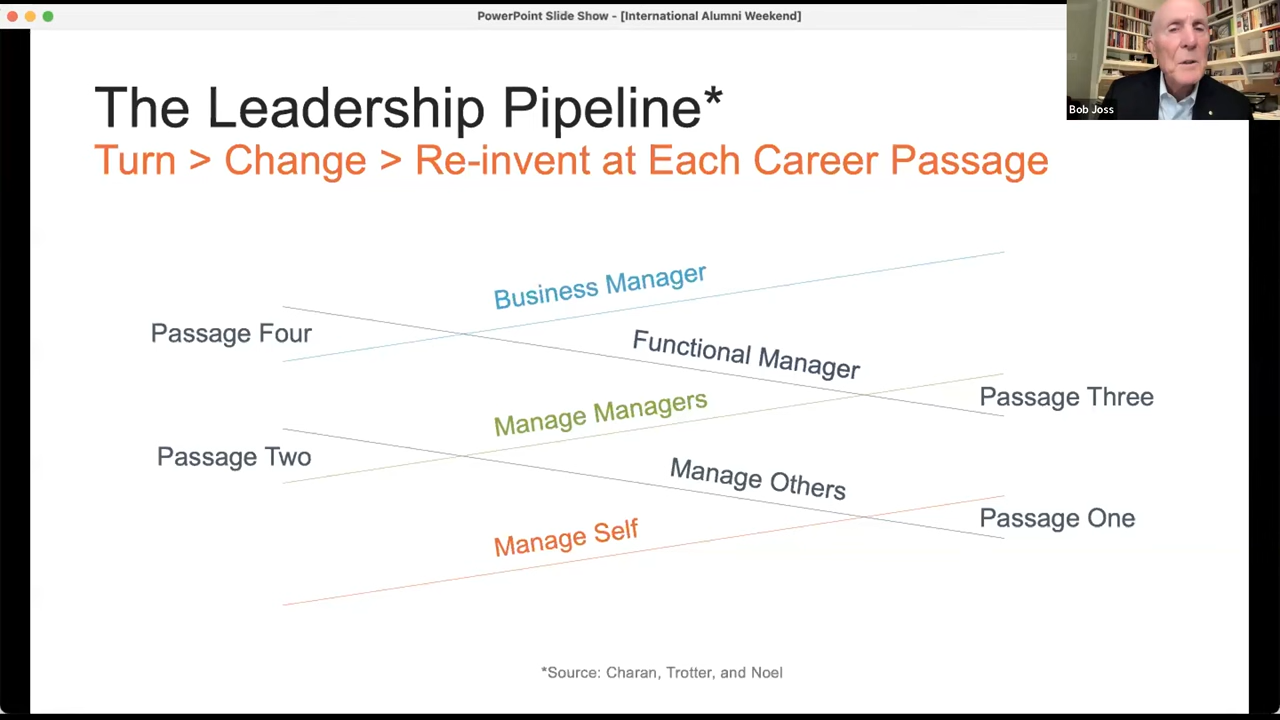 PowerPoint Slide Show - [International Alumni Weekend]
Bob Joss
The Leadership Pipeline*
Turn > Change > Re-invent at Each Career Passage
Business Manager
Passage Four
Functional Manager
Manage Managers
Passage Three
Passage Two
Manage Others
Passage One
Manage Self
*Source: Charan, Trotter, and Noel